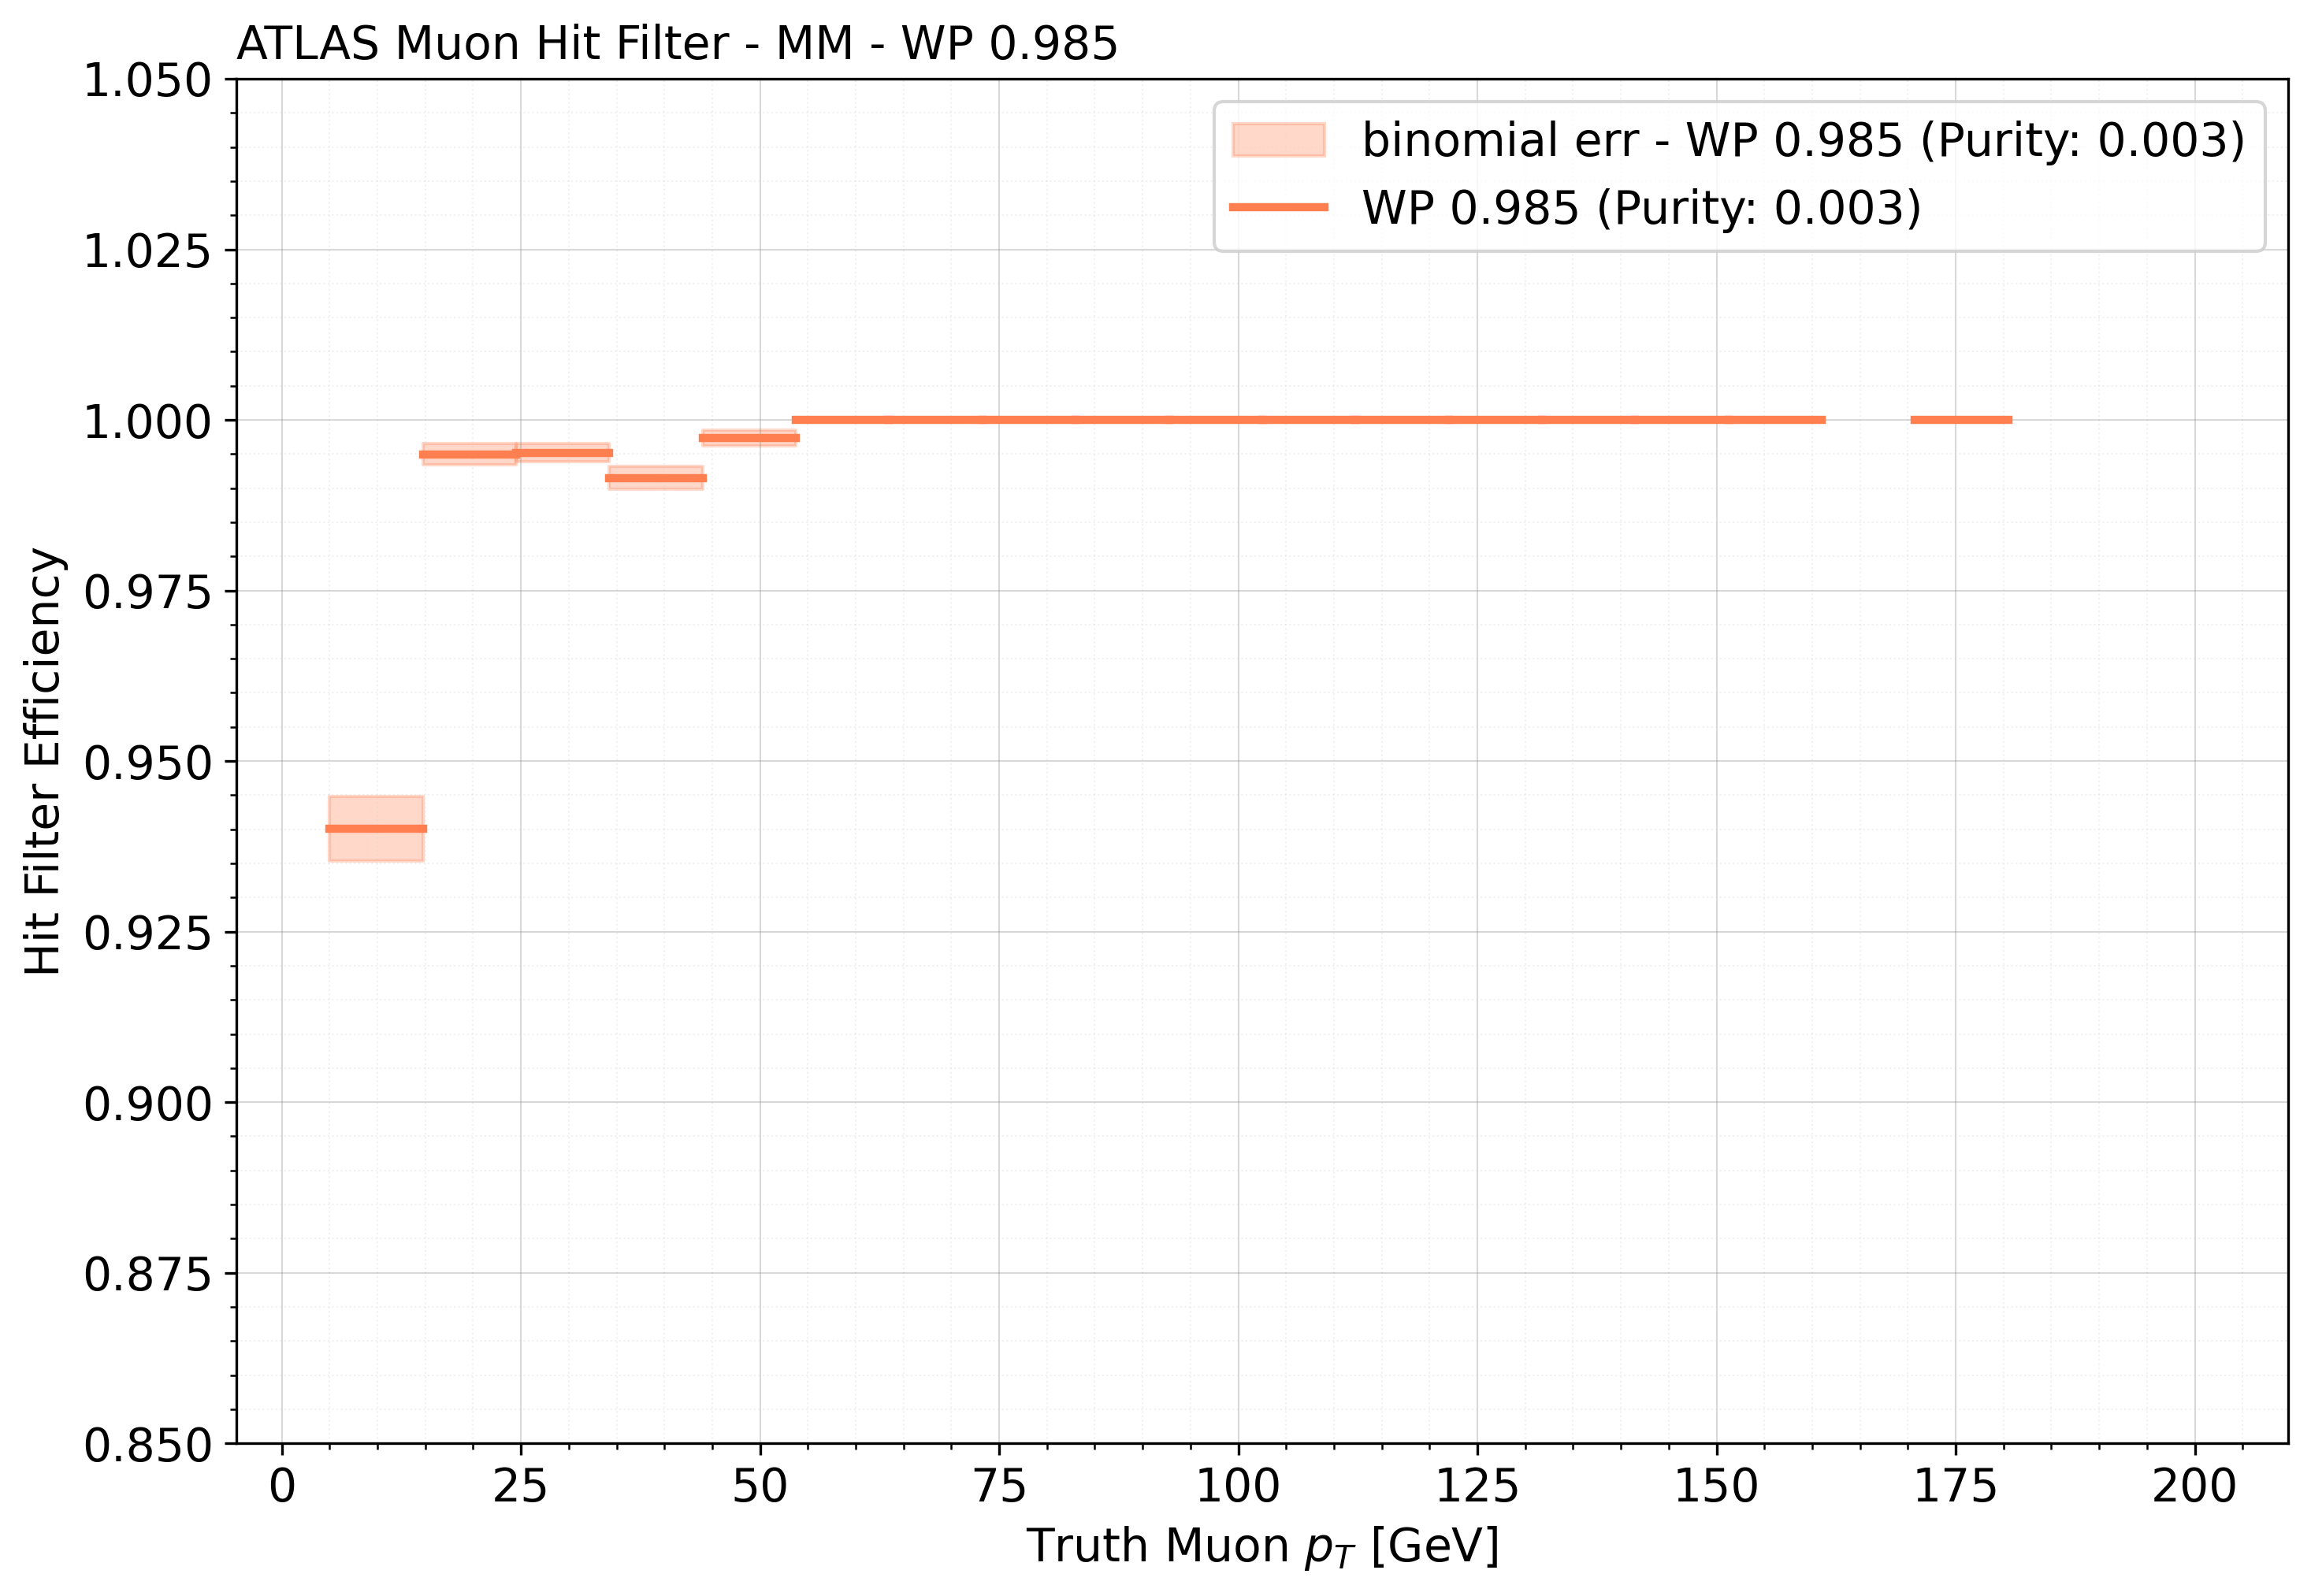 ATLAS Muon Hit Filter - MM - WP 0.985
binomial err - WP 0.985 (Purity: 0.003)
WP 0.985 (Purity: 0.003)
Hit Filter Efficiency
1.050
1.025
1.000
0.975
0.950
0.925
0.900
0.875
0.850
0 25 50 75 100 125 150 175 200
Truth Muon p_T [GeV]